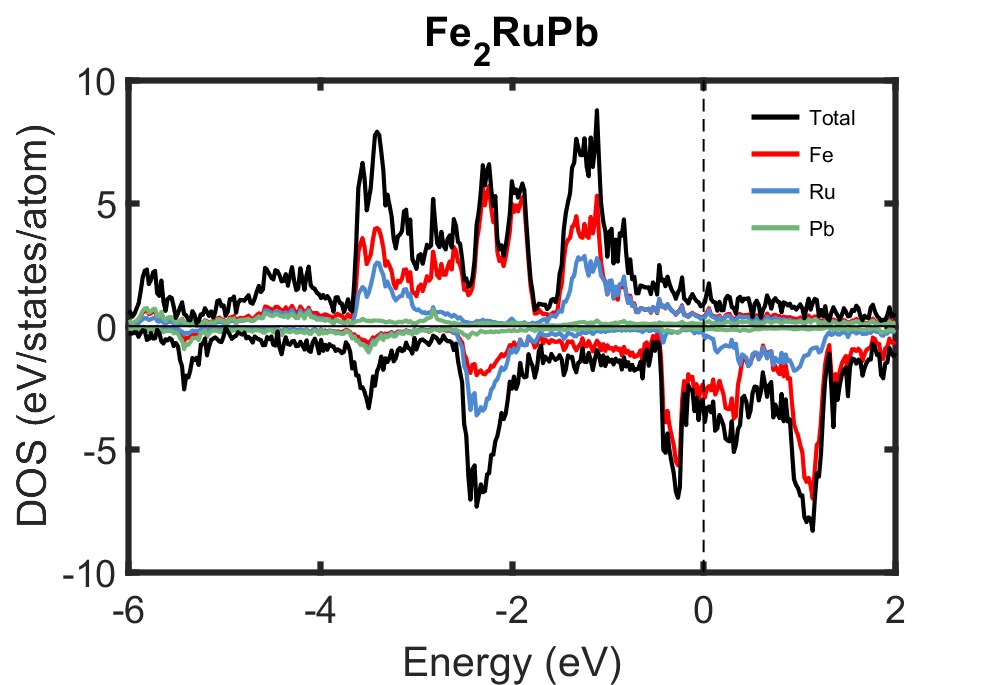 Fe2RuPb
DOS (eV/states/atom)
10
5
0
-5
-10
Total
Fe
Ru
Pb
-6 -4 -2 0 2
Energy (eV)